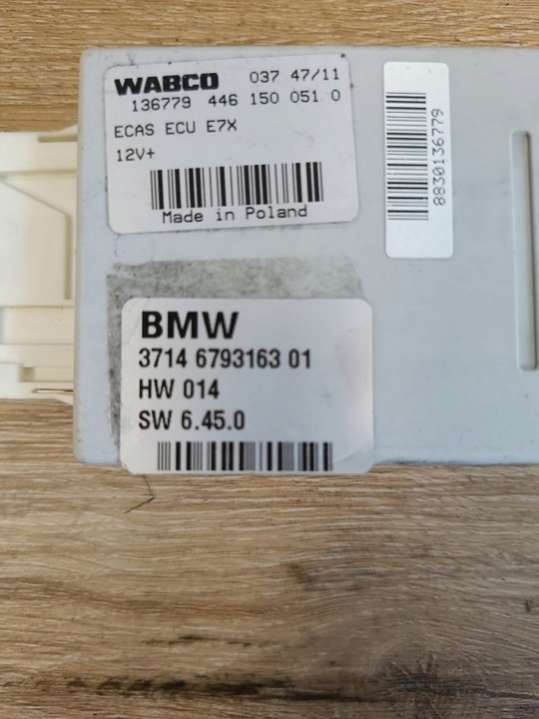 WABCO 037 47/11
136779 446 150 051 0
ECAS ECU E7X
12V+
Made in Poland
8830136779
BMW
3714 6793163 01
HW 014
SW 6.45.0